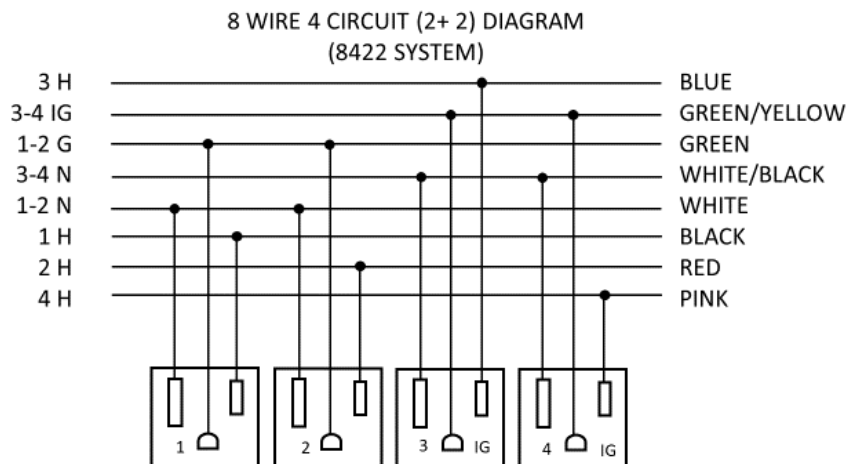 8 WIRE 4 CIRCUIT (2+ 2) DIAGRAM
(8422 SYSTEM)
3 H BLUE
3-4 IG GREEN/YELLOW
1-2 G GREEN
3-4 N WHITE/BLACK
1-2 N WHITE
1 H BLACK
2 H RED
4 H PINK
1 2 3 IG 4 IG